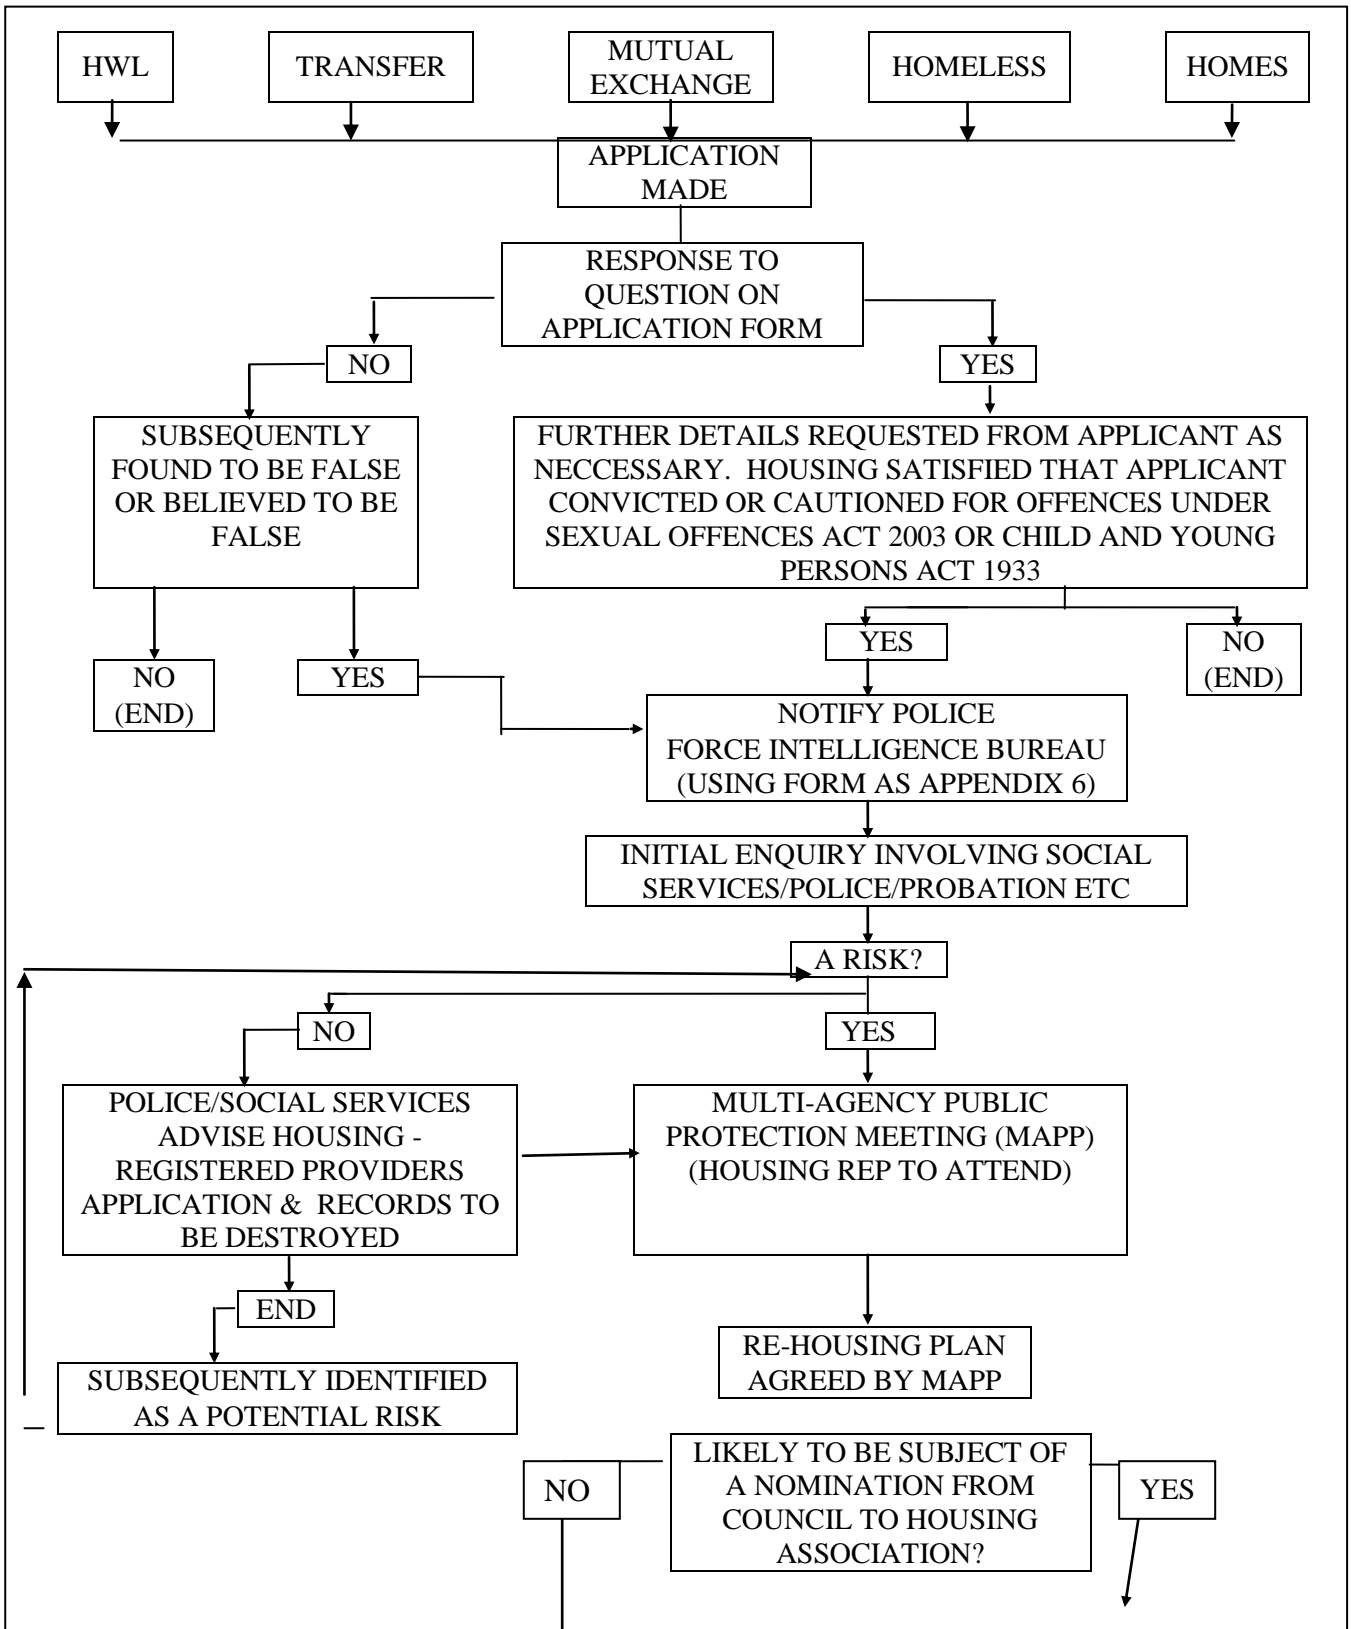 HWL
TRANSFER
MUTUAL
EXCHANGE
HOMELESS
HOMES
APPLICATION
MADE
RESPONSE TO
QUESTION ON
APPLICATION FORM
NO
YES
SUBSEQUENTLY
FOUND TO BE FALSE
OR BELIEVED TO BE
FALSE
FURTHER DETAILS REQUESTED FROM APPLICANT AS
NECCESSARY. HOUSING SATISFIED THAT APPLICANT
CONVICTED OR CAUTIONED FOR OFFENCES UNDER
SEXUAL OFFENCES ACT 2003 OR CHILD AND YOUNG
PERSONS ACT 1933
YES
NO
(END)
NO
(END)
YES
NOTIFY POLICE
FORCE INTELLIGENCE BUREAU
(USING FORM AS APPENDIX 6)
INITIAL ENQUIRY INVOLVING SOCIAL
SERVICES/POLICE/PROBATION ETC
A RISK?
NO
YES
POLICE/SOCIAL SERVICES
ADVISE HOUSING -
REGISTERED PROVIDERS
APPLICATION & RECORDS TO
BE DESTROYED
MULTI-AGENCY PUBLIC
PROTECTION MEETING (MAPP)
(HOUSING REP TO ATTEND)
END
RE-HOUSING PLAN
AGREED BY MAPP
SUBSEQUENTLY IDENTIFIED
AS A POTENTIAL RISK
NO
LIKELY TO BE SUBJECT OF
A NOMINATION FROM
COUNCIL TO HOUSING
ASSOCIATION?
YES